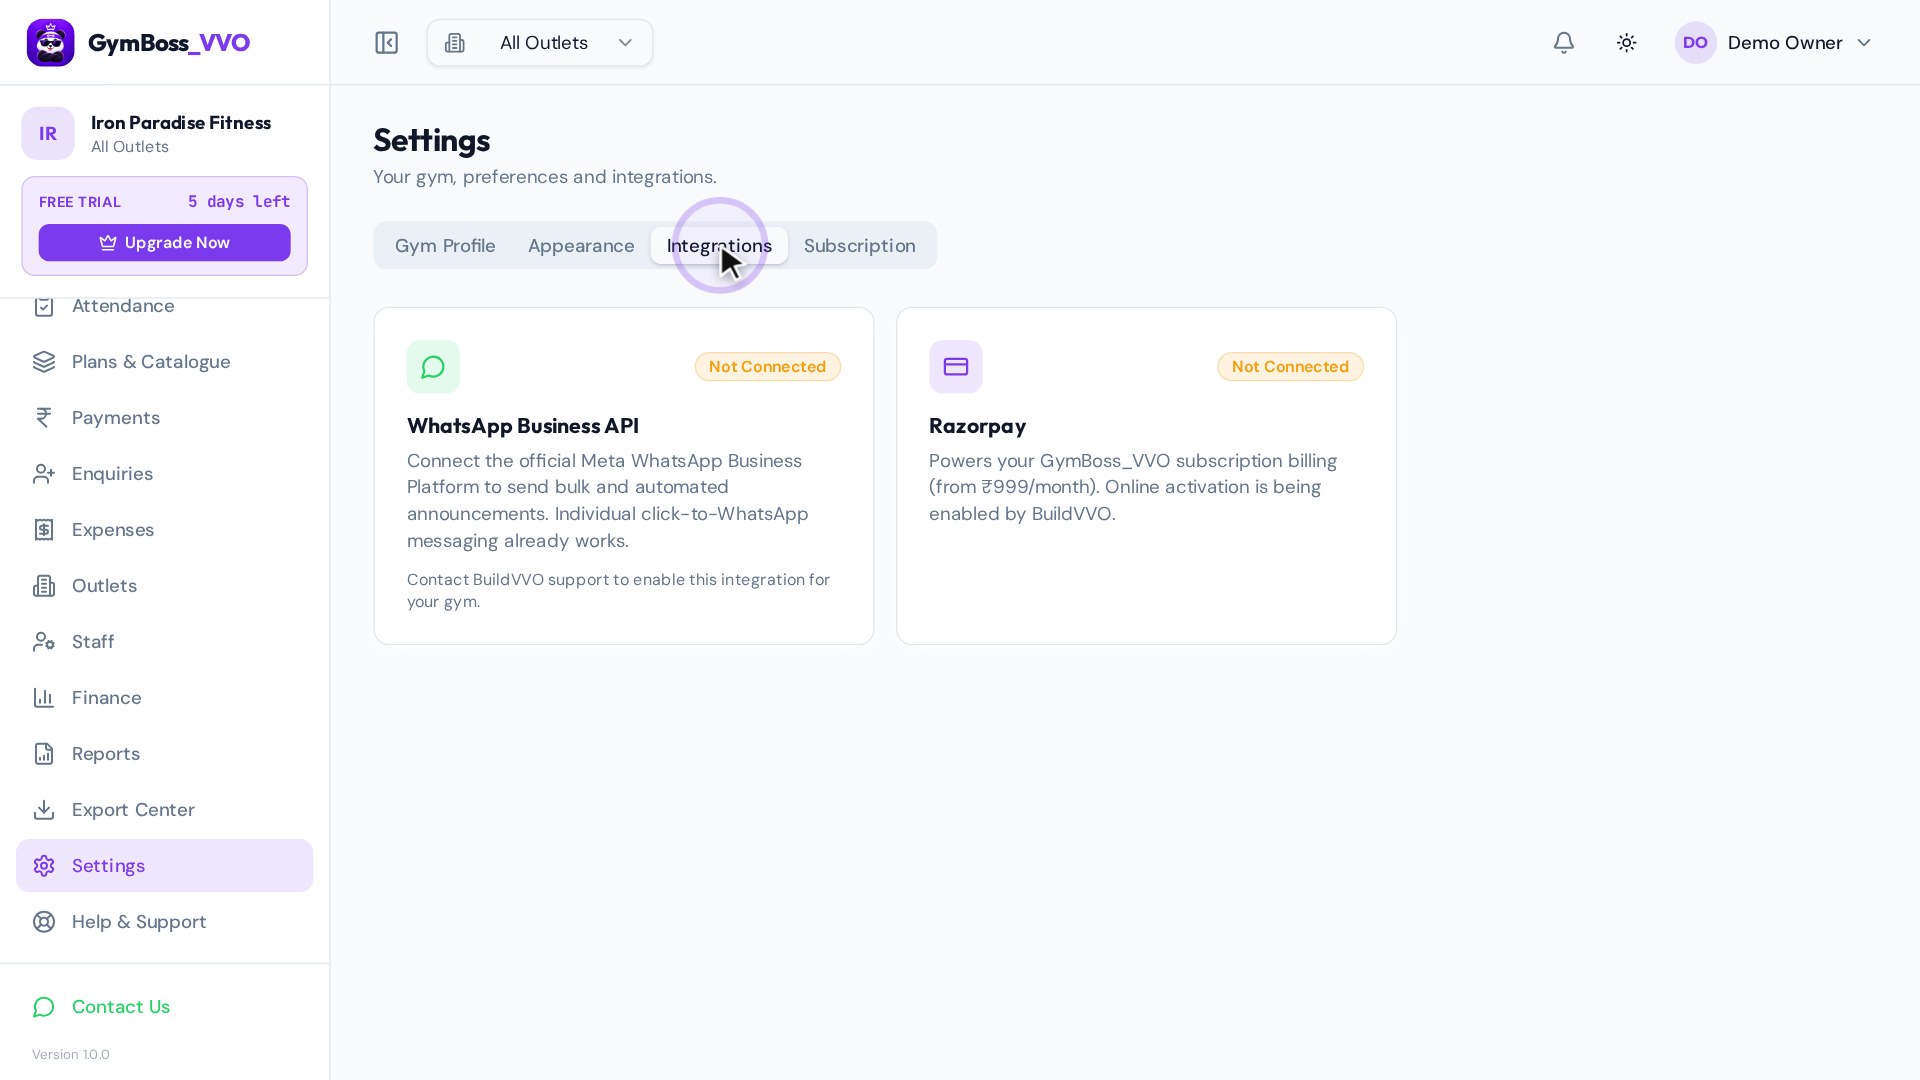 GymBoss_VVO
All Outlets
DO
Demo Owner
IR
Iron Paradise Fitness
All Outlets
FREE TRIAL
5 days left
Upgrade Now
Attendance
Plans & Catalogue
Payments
Enquiries
Expenses
Outlets
Staff
Finance
Reports
Export Center
Settings
Help & Support
Contact Us
Version 1.0.0
Settings
Your gym, preferences and integrations.
Gym Profile
Appearance
Integrations
Subscription
Not Connected
WhatsApp Business API
Connect the official Meta WhatsApp Business
Platform to send bulk and automated
announcements. Individual click-to-WhatsApp
messaging already works.
Contact BuildVVO support to enable this integration for
your gym.
Not Connected
Razorpay
Powers your GymBoss_VVO subscription billing
(from ₹999/month). Online activation is being
enabled by BuildVVO.